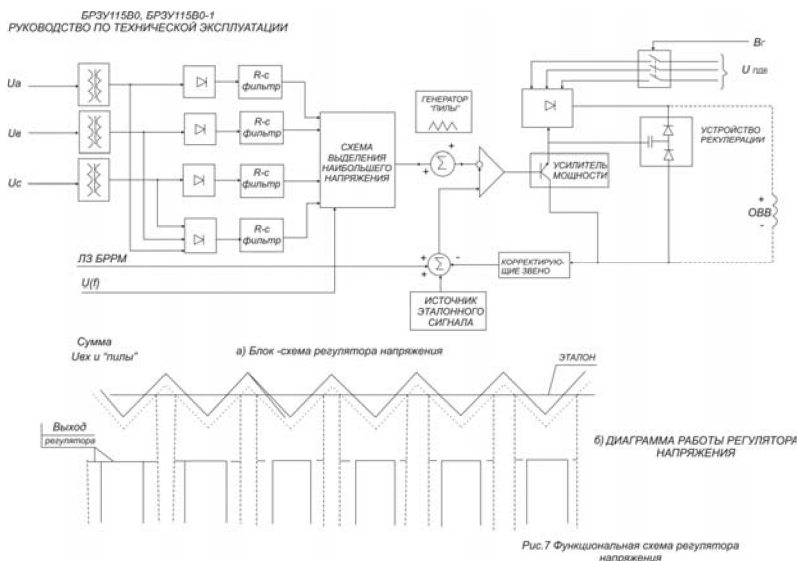 БРЗУ115В0, БРЗУ115В0-1
РУКОВОДСТВО ПО ТЕХНИЧЕСКОЙ ЭКСПЛУАТАЦИИ
Uа
Uв
Uс
R-c
фильтр
R-c
фильтр
R-c
фильтр
R-c
фильтр
СХЕМА
ВЫДЕЛЕНИЯ
НАИБОЛЬШЕГО
НАПРЯЖЕНИЯ
ГЕНЕРАТОР
"ПИЛЫ"
Σ
+
+
Вг
U ПДВ
УСТРОЙСТВО
РЕКУЛЕРАЦИИ
УСИЛИТЕЛЬ
МОЩНОСТИ
+
ОВВ
-
ЛЗ БРРМ
U(f)
+
+
Σ
-
КОРРЕКТИРУЮ-
ЩИЕ ЗВЕНО
ИСТОЧНИК
ЭТАЛОННОГО
СИГНАЛА
Сумма
Uвх и "пилы"
а) Блок -схема регулятора напряжения
ЭТАЛОН
Выход
регулятора
б) ДИАГРАММА РАБОТЫ РЕГУЛЯТОРА
НАПРЯЖЕНИЯ
Рис.7 Функциональная схема регулятора
напряжения